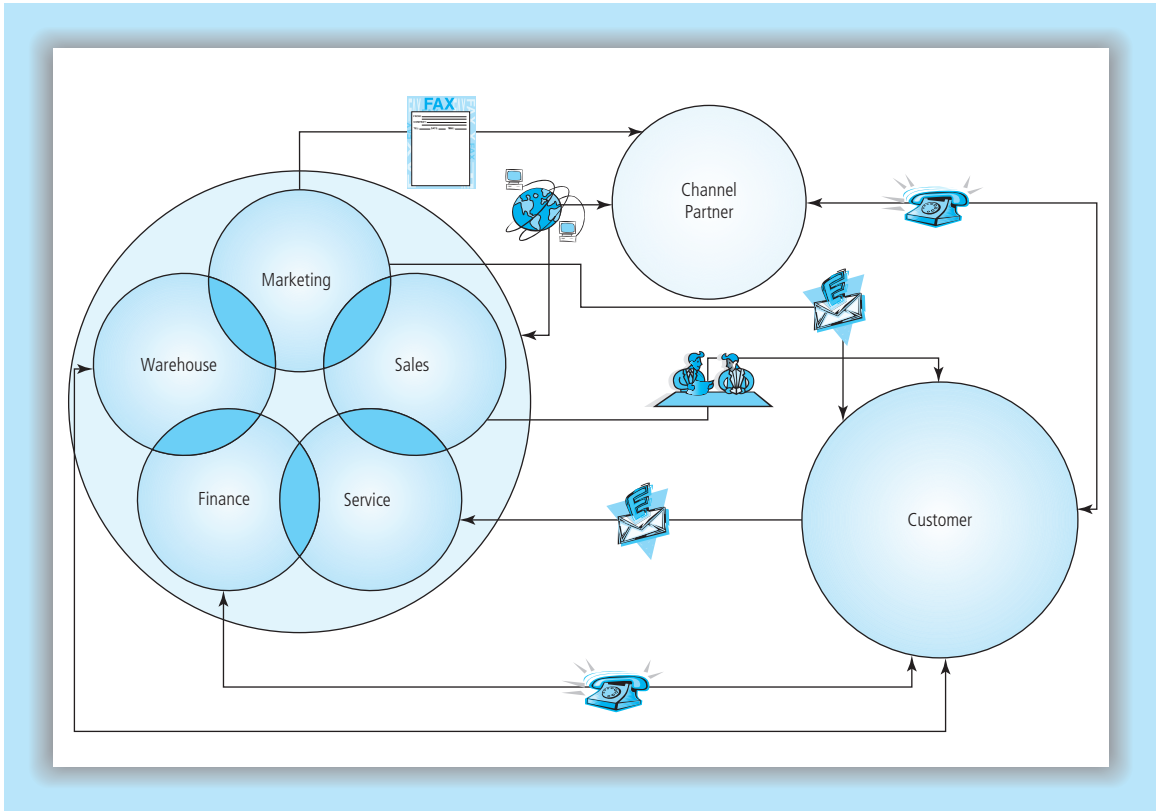 FAX
Channel
Partner
Marketing
Warehouse
Sales
Finance
Service
Customer